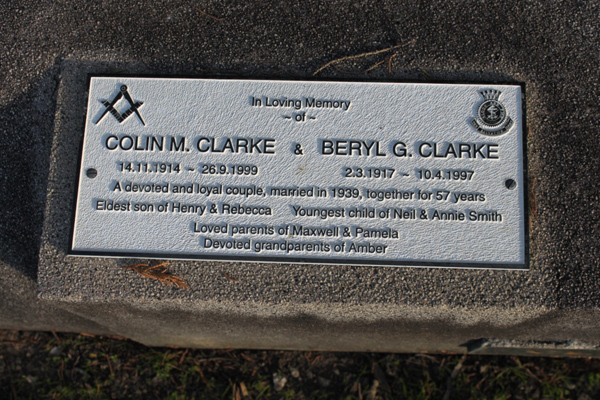 In Loving Memory
~ of ~
COLIN M. CLARKE & BERYL G. CLARKE
14.11.1914 ~ 26.9.1999 2.3.1917 ~ 10.4.1997
A devoted and loyal couple, married in 1939, together for 57 years
Eldest son of Henry & Rebecca Youngest child of Neil & Annie Smith
Loved parents of Maxwell & Pamela
Devoted grandparents of Amber